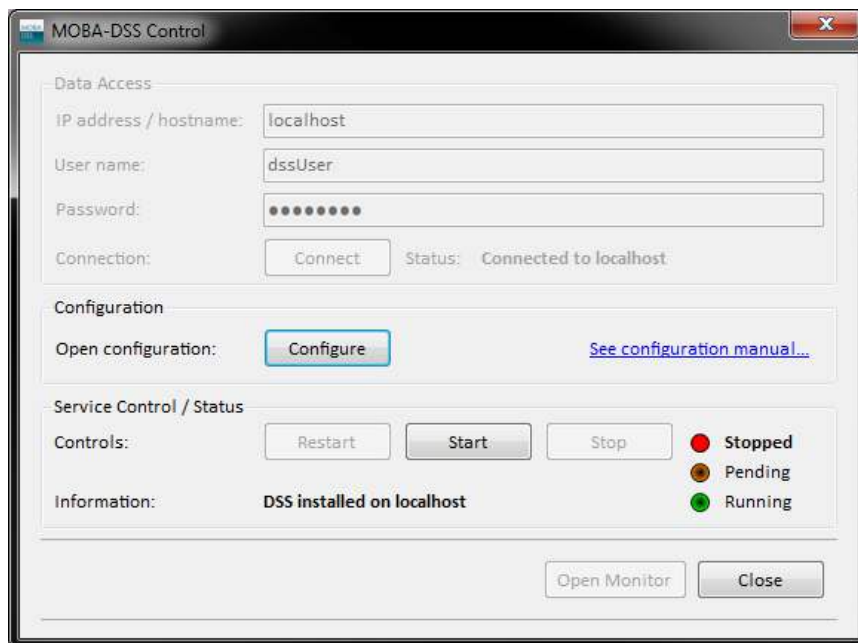 MOBA-DSS Control
Data Access
IP address / hostname: localhost
User name: dssUser
Password: ●●●●●●●●
Connection: Connect Status: Connected to localhost
Configuration
Open configuration: Configure See configuration manual...
Service Control / Status
Controls: Restart Start Stop Stopped
Pending
Information: DSS installed on localhost Running
Open Monitor Close